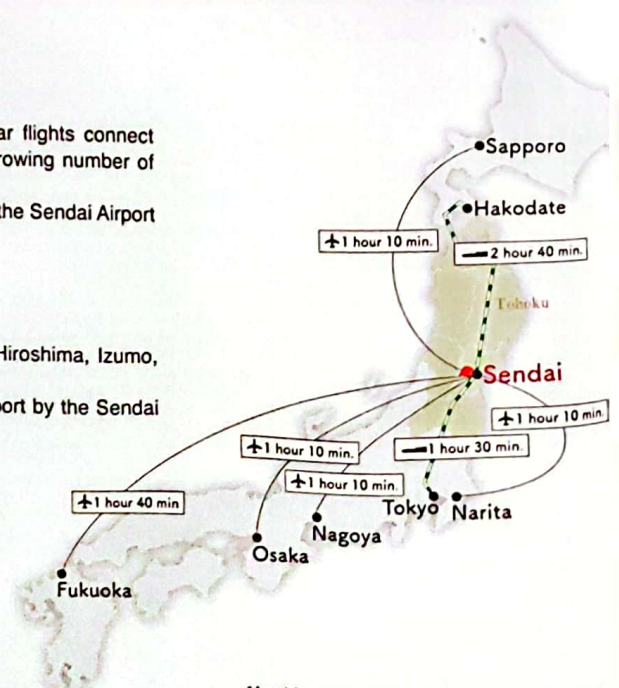 ar flights connect
rowing number of
the Sendai Airport
Hiroshima, Izumo,
port by the Sendai
Sapporo
Hakodate
1 hour 10 min.
2 hour 40 min.
Tohoku
Sendai
1 hour 10 min.
1 hour 10 min.
1 hour 30 min.
1 hour 10 min.
1 hour 40 min
Tokyo
Narita
Nagoya
Osaka
Fukuoka